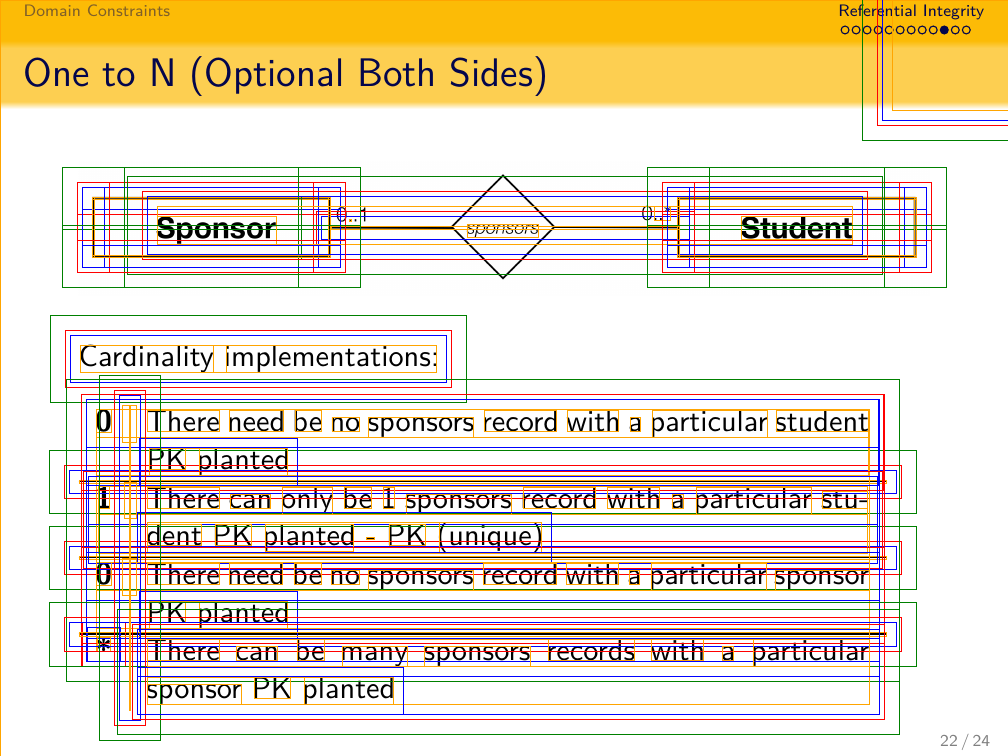 Domain Constraints
Referential Integrity
One to N (Optional Both Sides)
Sponsor
0..1
sponsors
0..*
Student
Cardinality implementations:
0 There need be no sponsors record with a particular student
PK planted
1 There can only be 1 sponsors record with a particular stu-
dent PK planted - PK (unique)
0 There need be no sponsors record with a particular sponsor
PK planted
* There can be many sponsors records with a particular
sponsor PK planted
22 / 24